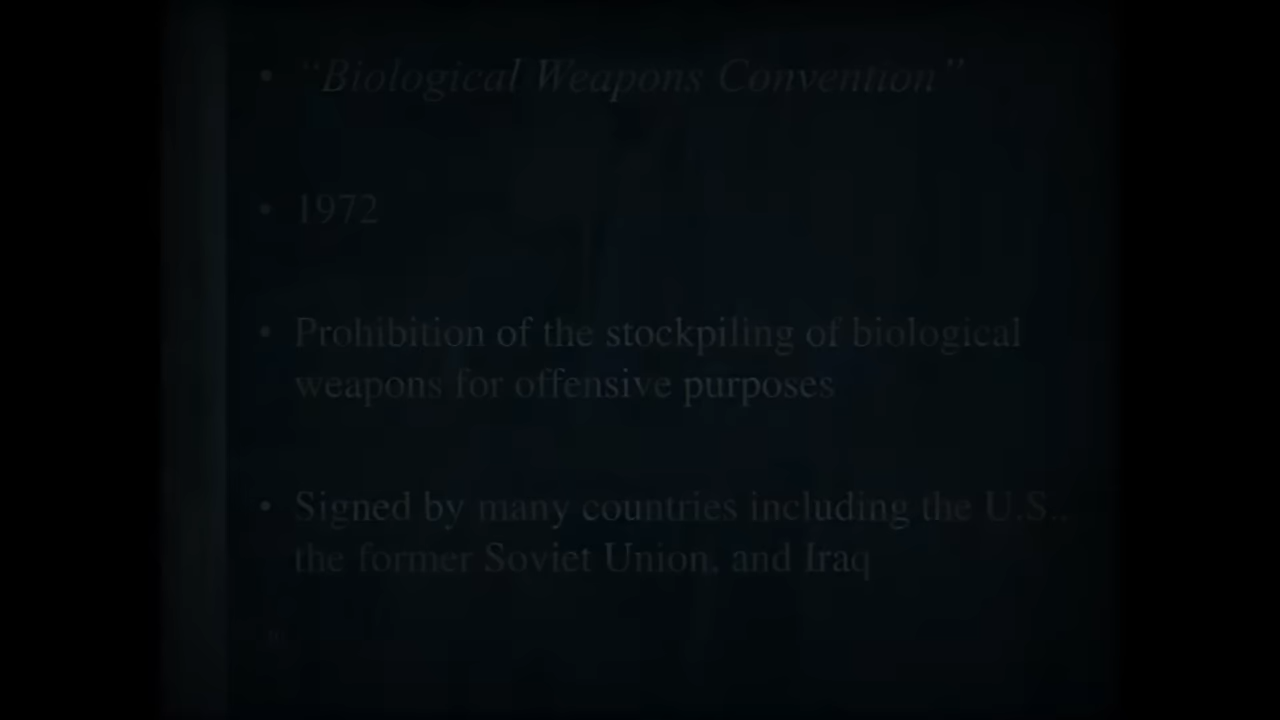 • “Biological Weapons Convention”
• 1972
• Prohibition of the stockpiling of biological
weapons for offensive purposes
• Signed by many countries including the U.S.,
the former Soviet Union, and Iraq